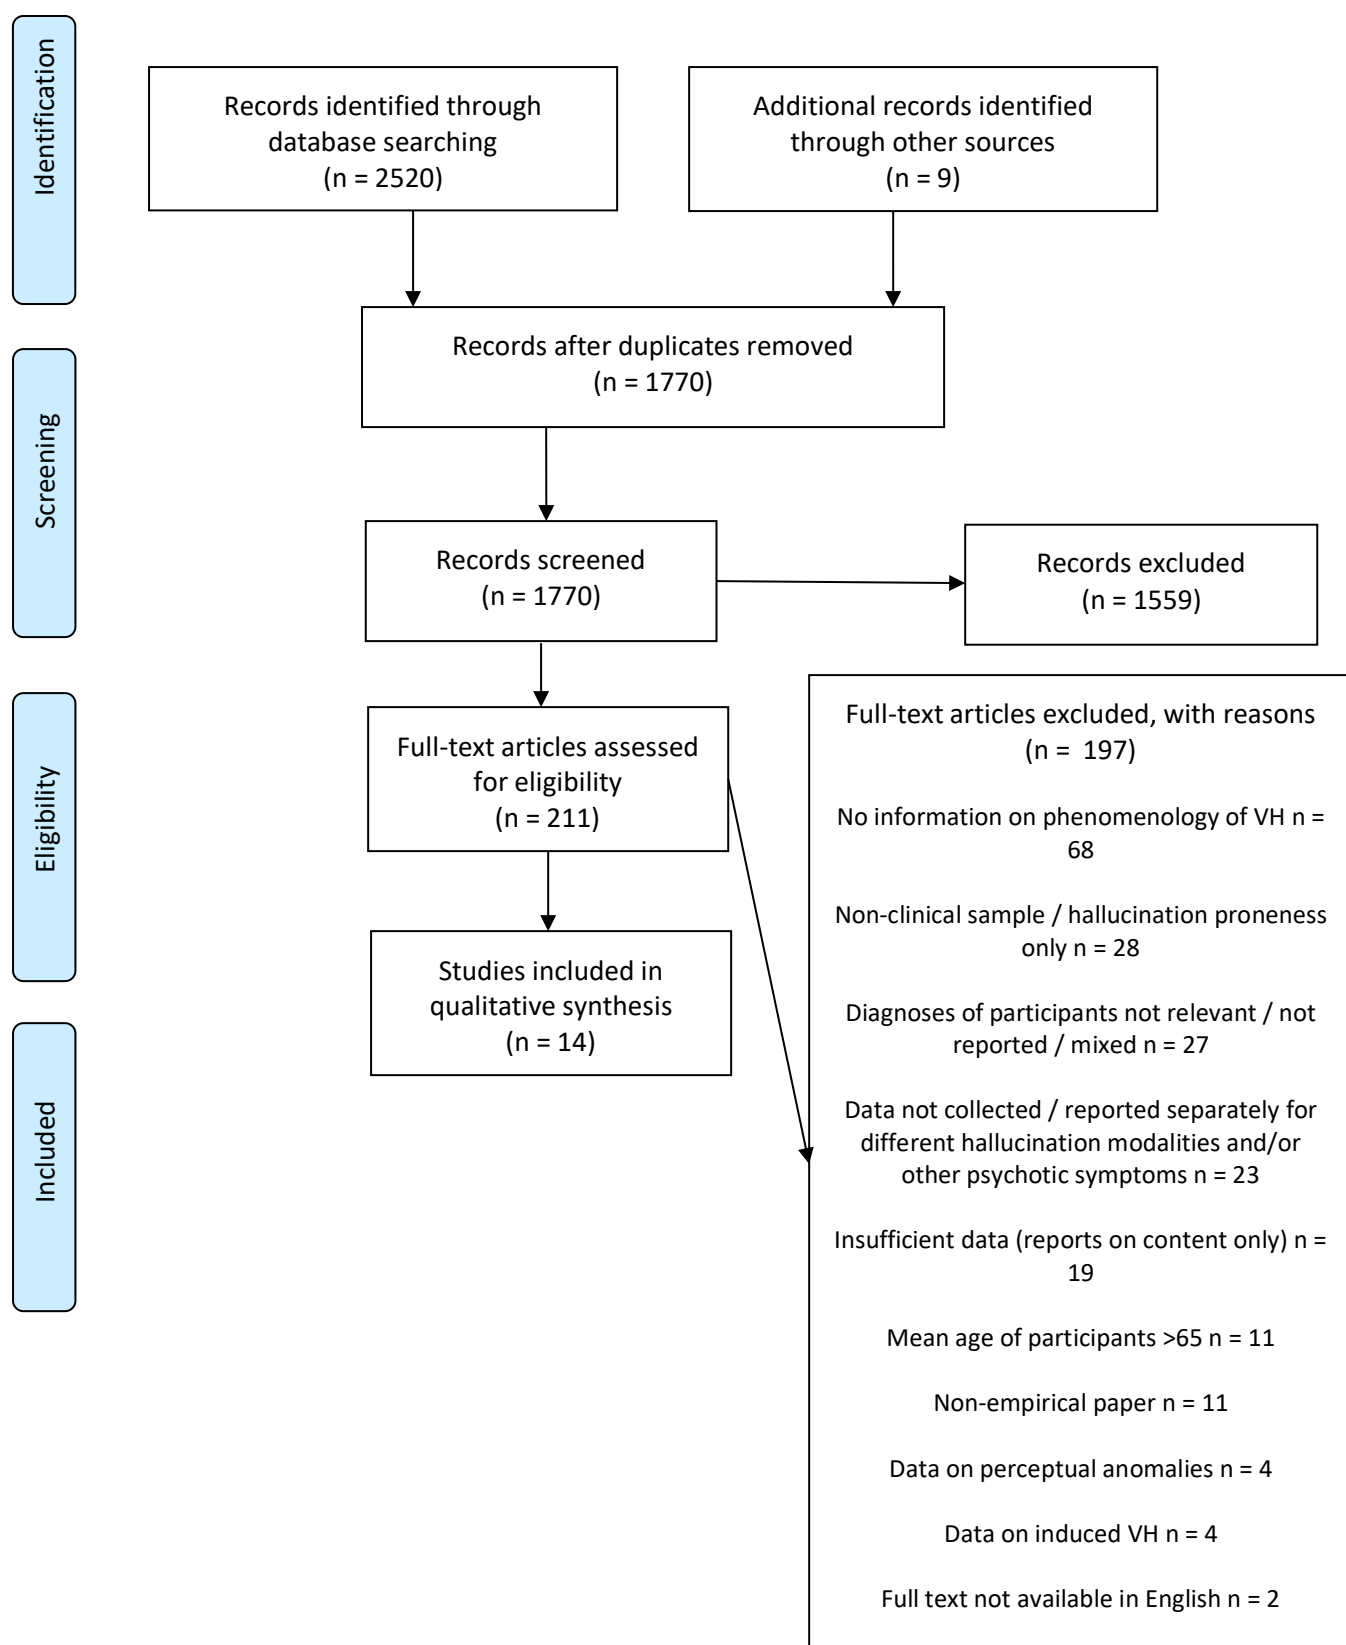 Identification
Records identified through
database searching
(n = 2520)
Additional records identified
through other sources
(n = 9)
Records after duplicates removed
(n = 1770)
Screening
Records screened
(n = 1770)
Records excluded
(n = 1559)
Eligibility
Full-text articles assessed
for eligibility
(n = 211)
Full-text articles excluded, with reasons
(n = 197)
No information on phenomenology of VH n =
68
Non-clinical sample / hallucination proneness
only n = 28
Diagnoses of participants not relevant / not
reported / mixed n = 27
Data not collected / reported separately for
different hallucination modalities and/or
other psychotic symptoms n = 23
Insufficient data (reports on content only) n =
19
Mean age of participants >65 n = 11
Non-empirical paper n = 11
Data on perceptual anomalies n = 4
Data on induced VH n = 4
Full text not available in English n = 2
Included
Studies included in
qualitative synthesis
(n = 14)